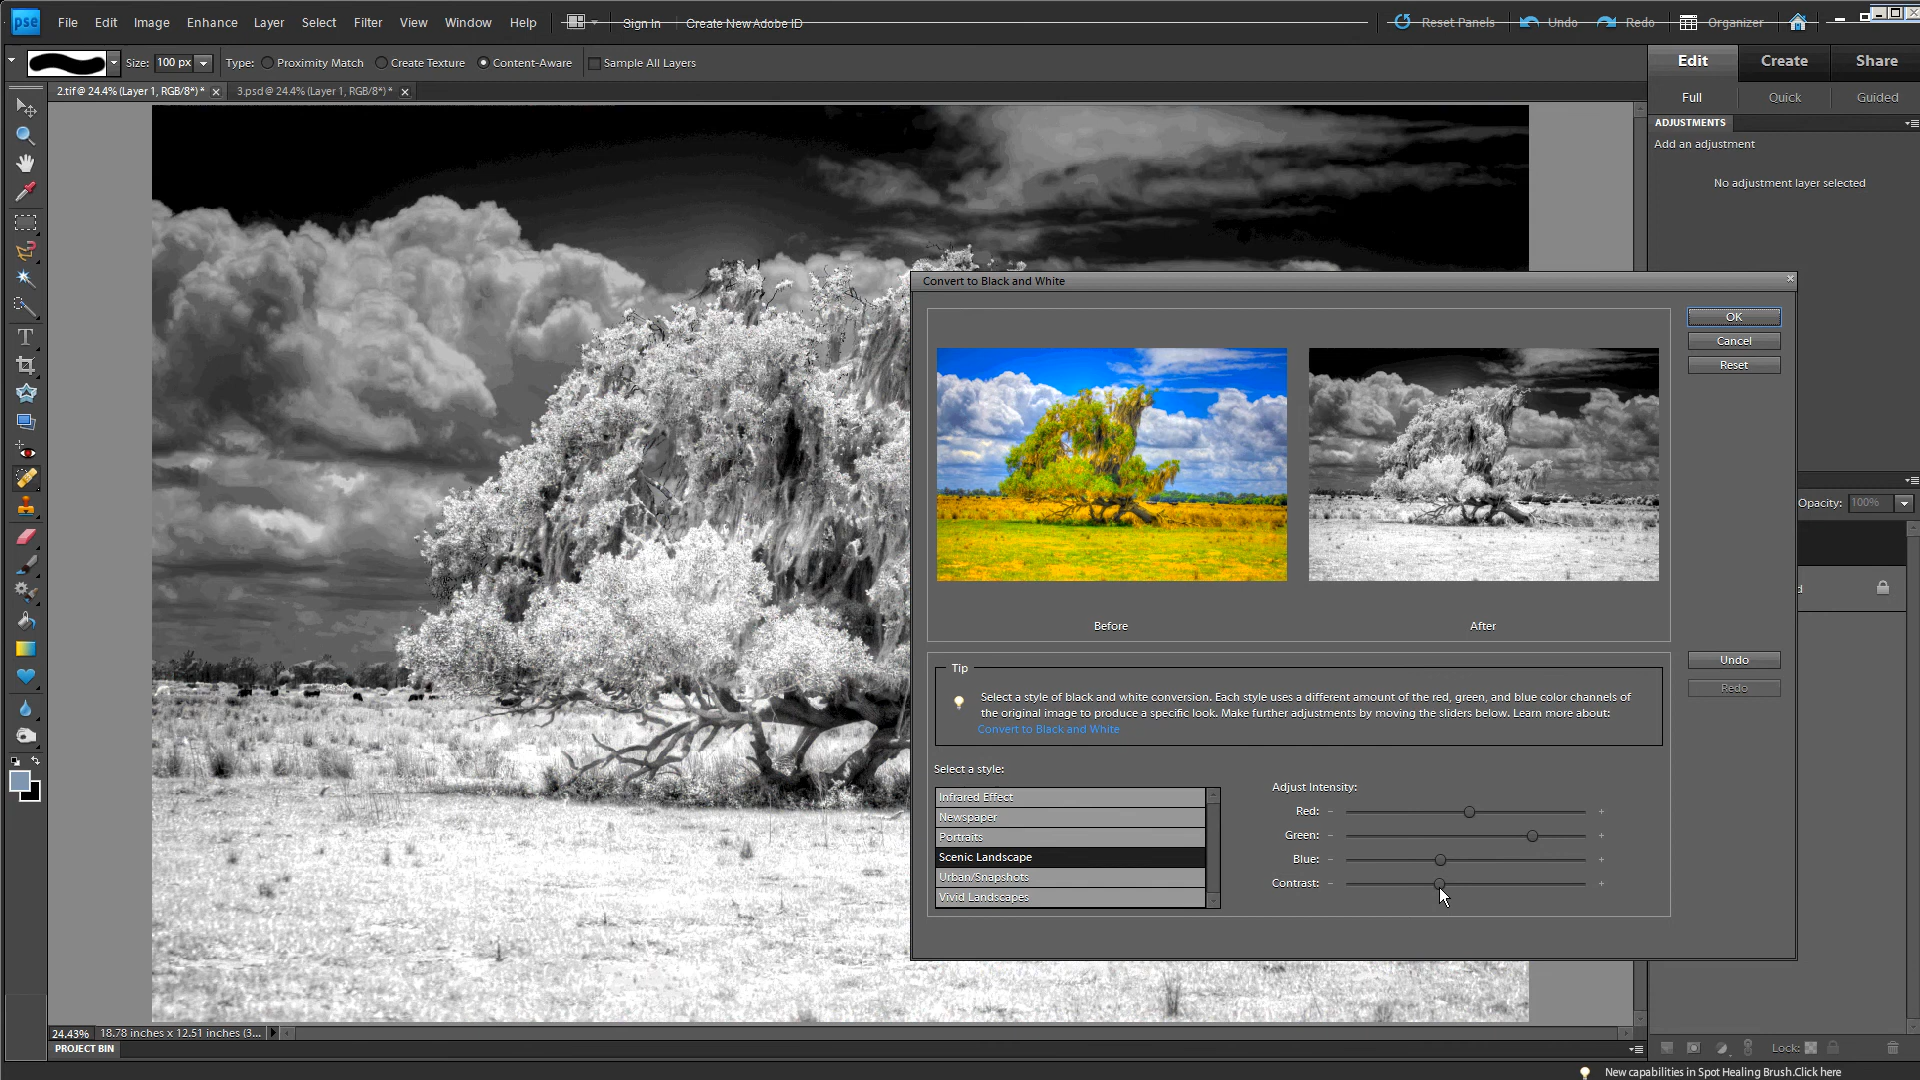 pse File Edit Image Enhance Layer Select Filter View Window Help Sign In Create New Adobe ID Reset Panels Undo Redo Organizer
Size: 100 px Type: Proximity Match Create Texture Content-Aware Sample All Layers
Edit Create Share
2.tif @ 24.4% (Layer 1, RGB/8*) * 3.psd @ 24.4% (Layer 1, RGB/8*) *
Full Quick Guided
ADJUSTMENTS
Add an adjustment
No adjustment layer selected
Convert to Black and White
OK
Cancel
Reset
Opacity: 100%
Before After
Undo
Redo
Tip
Select a style of black and white conversion. Each style uses a different amount of the red, green, and blue color channels of
the original image to produce a specific look. Make further adjustments by moving the sliders below. Learn more about:
Convert to Black and White
Select a style:
Infrared Effect
Newspaper
Portraits
Scenic Landscape
Urban/Snapshots
Vivid Landscapes
Adjust Intensity:
Red: - +
Green: - +
Blue: - +
Contrast: - +
24.43% 18.78 inches x 12.51 inches (3...
PROJECT BIN
Lock:
New capabilities in Spot Healing Brush.Click here